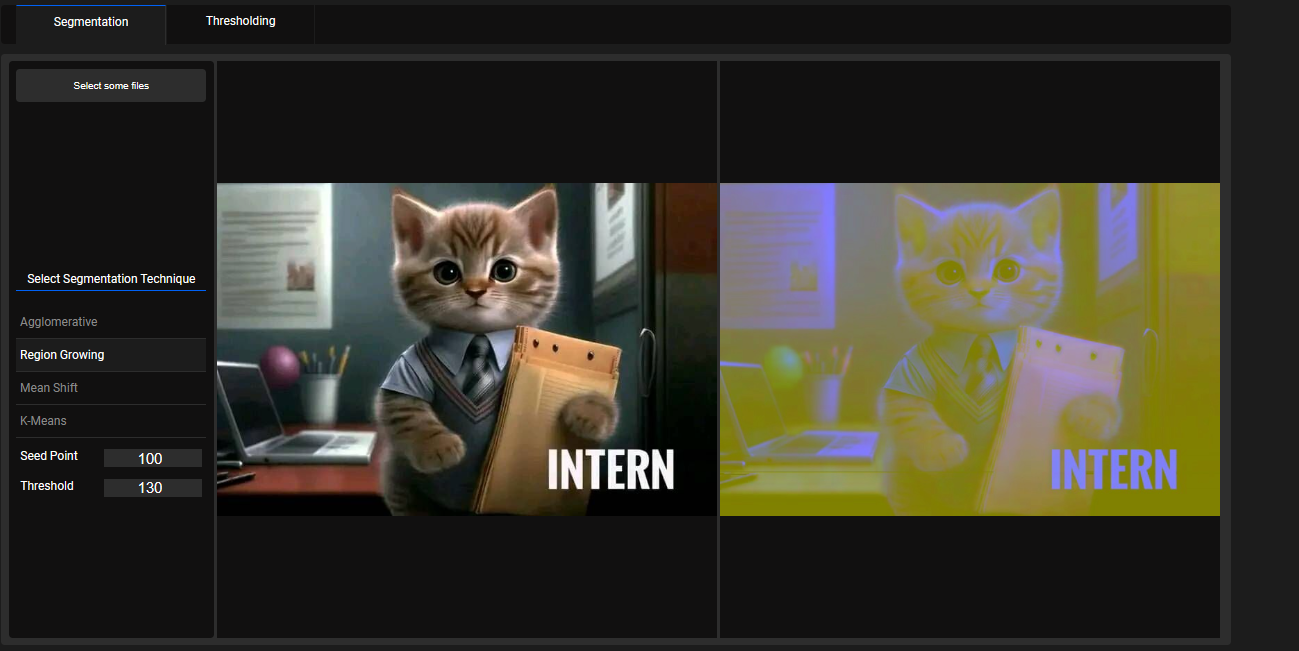 Segmentation
Thresholding
Select some files
Select Segmentation Technique
Agglomerative
Region Growing
Mean Shift
K-Means
Seed Point 100
Threshold 130
INTERN
INTERN